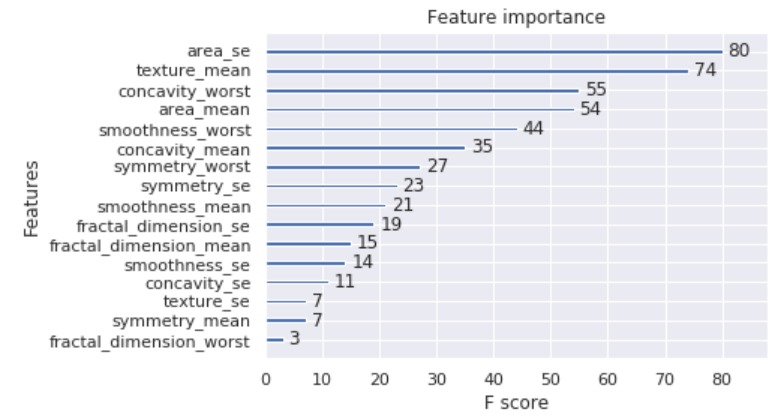 Feature importance
Features
area_se 80
texture_mean 74
concavity_worst 55
area_mean 54
smoothness_worst 44
concavity_mean 35
symmetry_worst 27
symmetry_se 23
smoothness_mean 21
fractal_dimension_se 19
fractal_dimension_mean 15
smoothness_se 14
concavity_se 11
texture_se 7
symmetry_mean 7
fractal_dimension_worst 3
0 10 20 30 40 50 60 70 80
F score